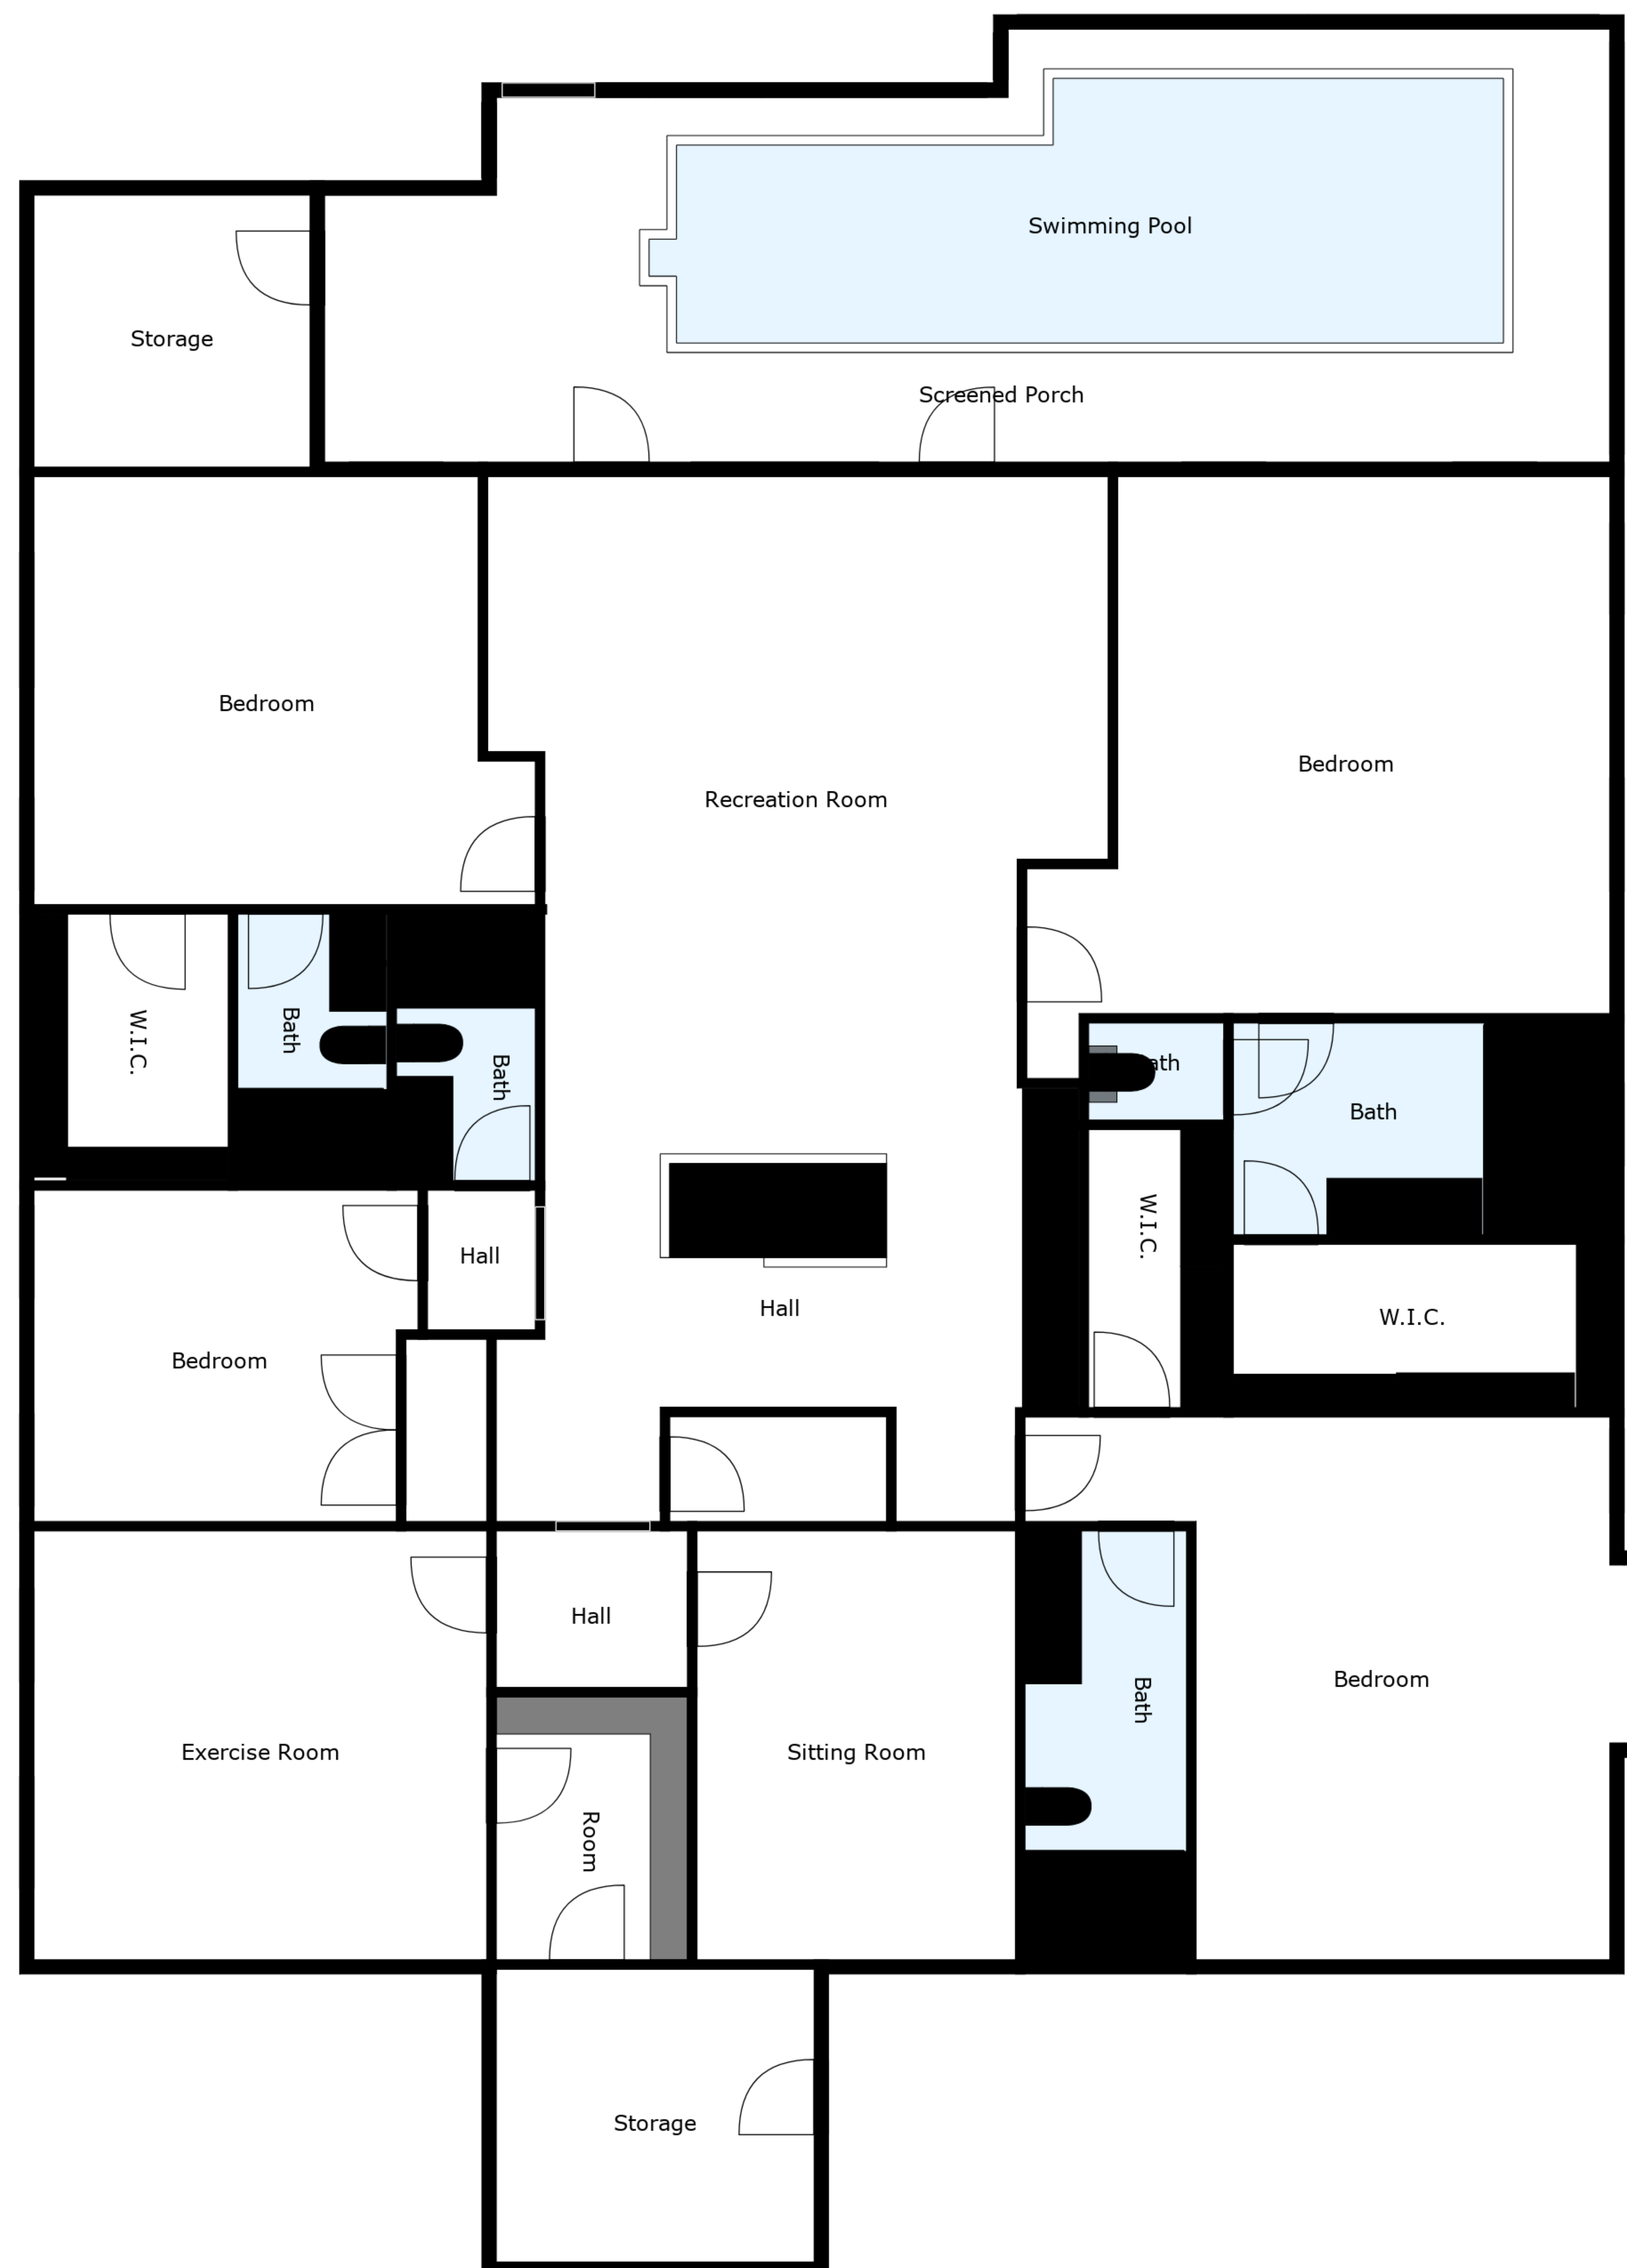 Swimming Pool
Storage
Screened Porch
Bedroom
Bedroom
Recreation Room
W.I.C.
Bath
Bath
ath
Bath
W.I.C.
Hall
Hall
W.I.C.
Bedroom
Hall
Bedroom
Bath
Exercise Room
Sitting Room
Room
Storage